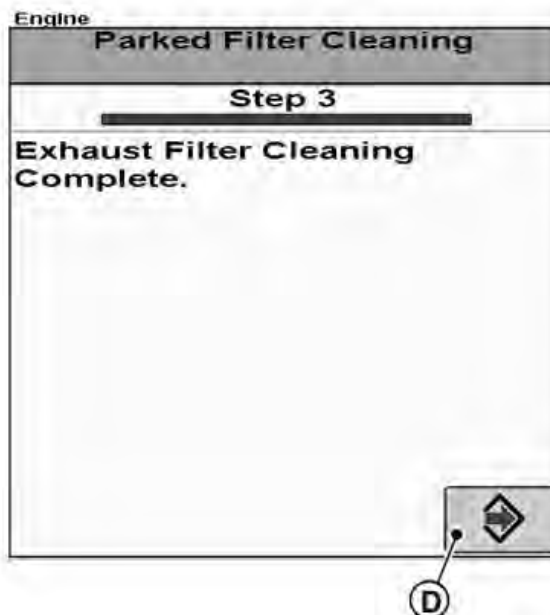 Engine
Parked Filter Cleaning
Step 3
Exhaust Filter Cleaning
Complete.
D